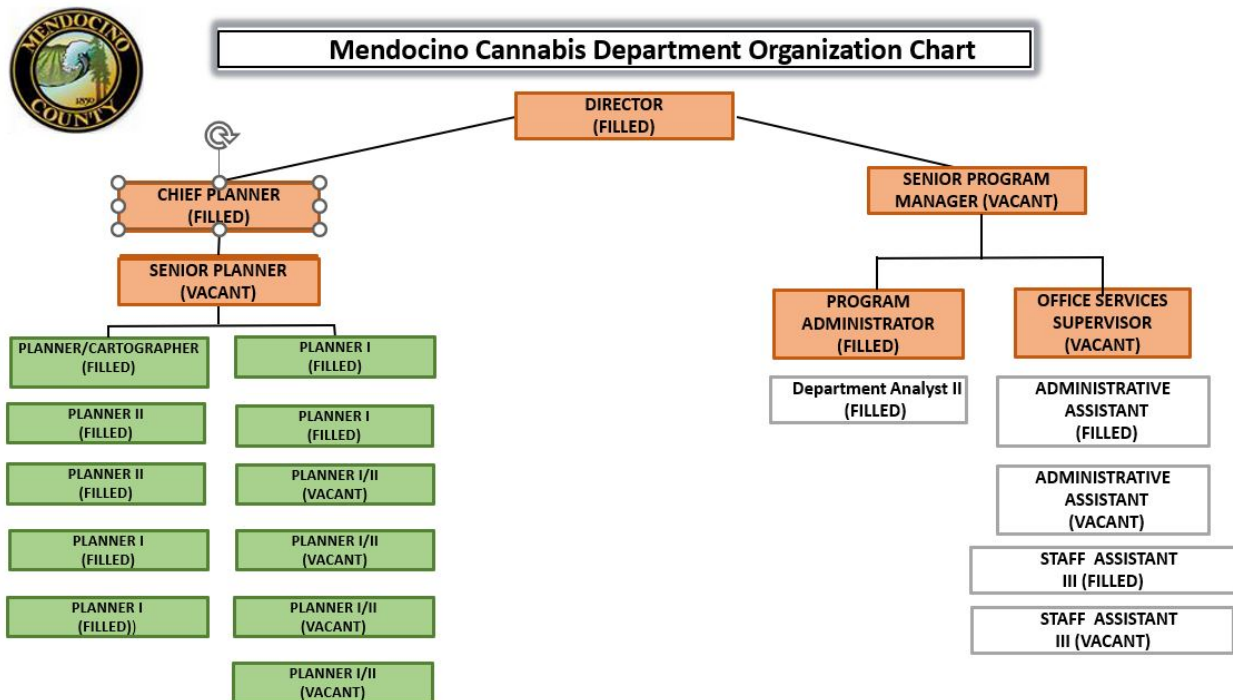 MENDOCINO
1850
COUNTY
Mendocino Cannabis Department Organization Chart
DIRECTOR
(FILLED)
CHIEF PLANNER
(FILLED)
SENIOR PROGRAM
MANAGER (VACANT)
SENIOR PLANNER
(VACANT)
PROGRAM
ADMINISTRATOR
(FILLED)
OFFICE SERVICES
SUPERVISOR
(VACANT)
PLANNER/CARTOGRAPHER
(FILLED)
PLANNER II
(FILLED)
PLANNER II
(FILLED)
PLANNER I
(FILLED)
PLANNER I
(FILLED))
PLANNER I
(FILLED)
PLANNER I
(FILLED)
PLANNER I/II
(VACANT)
PLANNER I/II
(VACANT)
PLANNER I/II
(VACANT)
PLANNER I/II
(VACANT)
Department Analyst II
(FILLED)
ADMINISTRATIVE
ASSISTANT
(FILLED)
ADMINISTRATIVE
ASSISTANT
(VACANT)
STAFF ASSISTANT
III (FILLED)
STAFF ASSISTANT
III (VACANT)